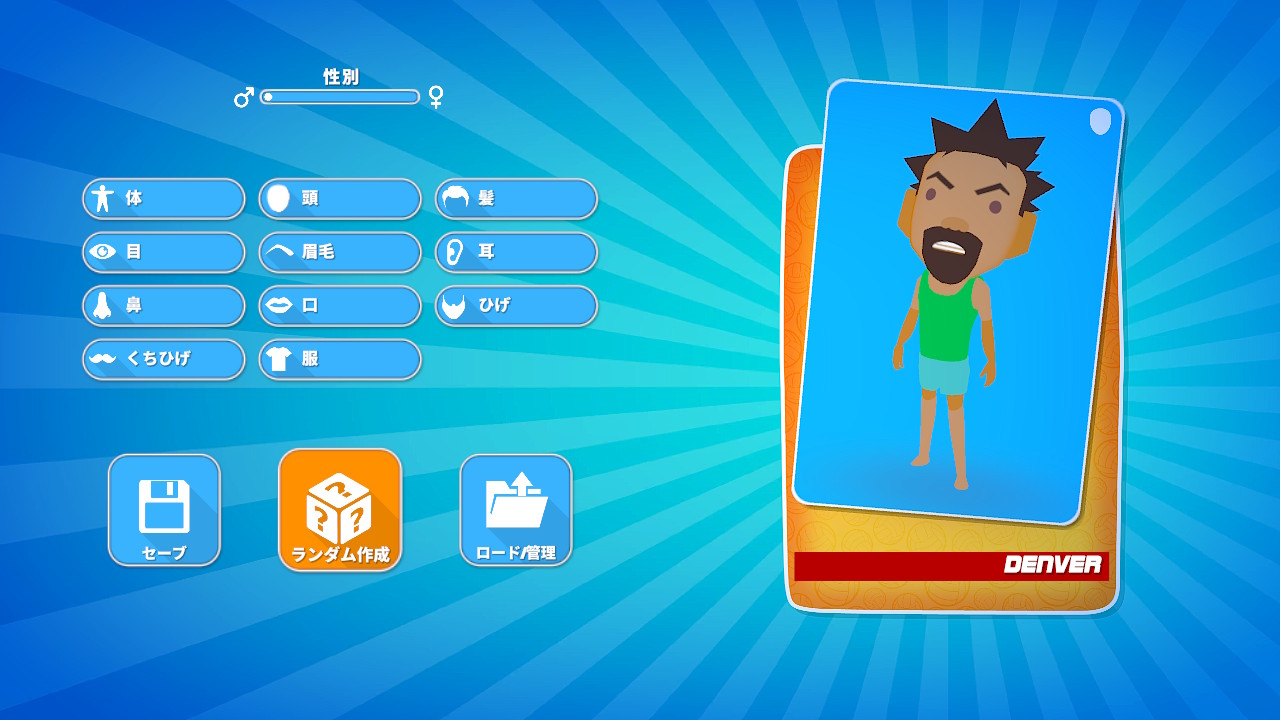 性別
体
頭
髪
目
眉毛
耳
鼻
口
ひげ
くちひげ
服
セーブ
ランダム作成
ロード/管理
DENVER